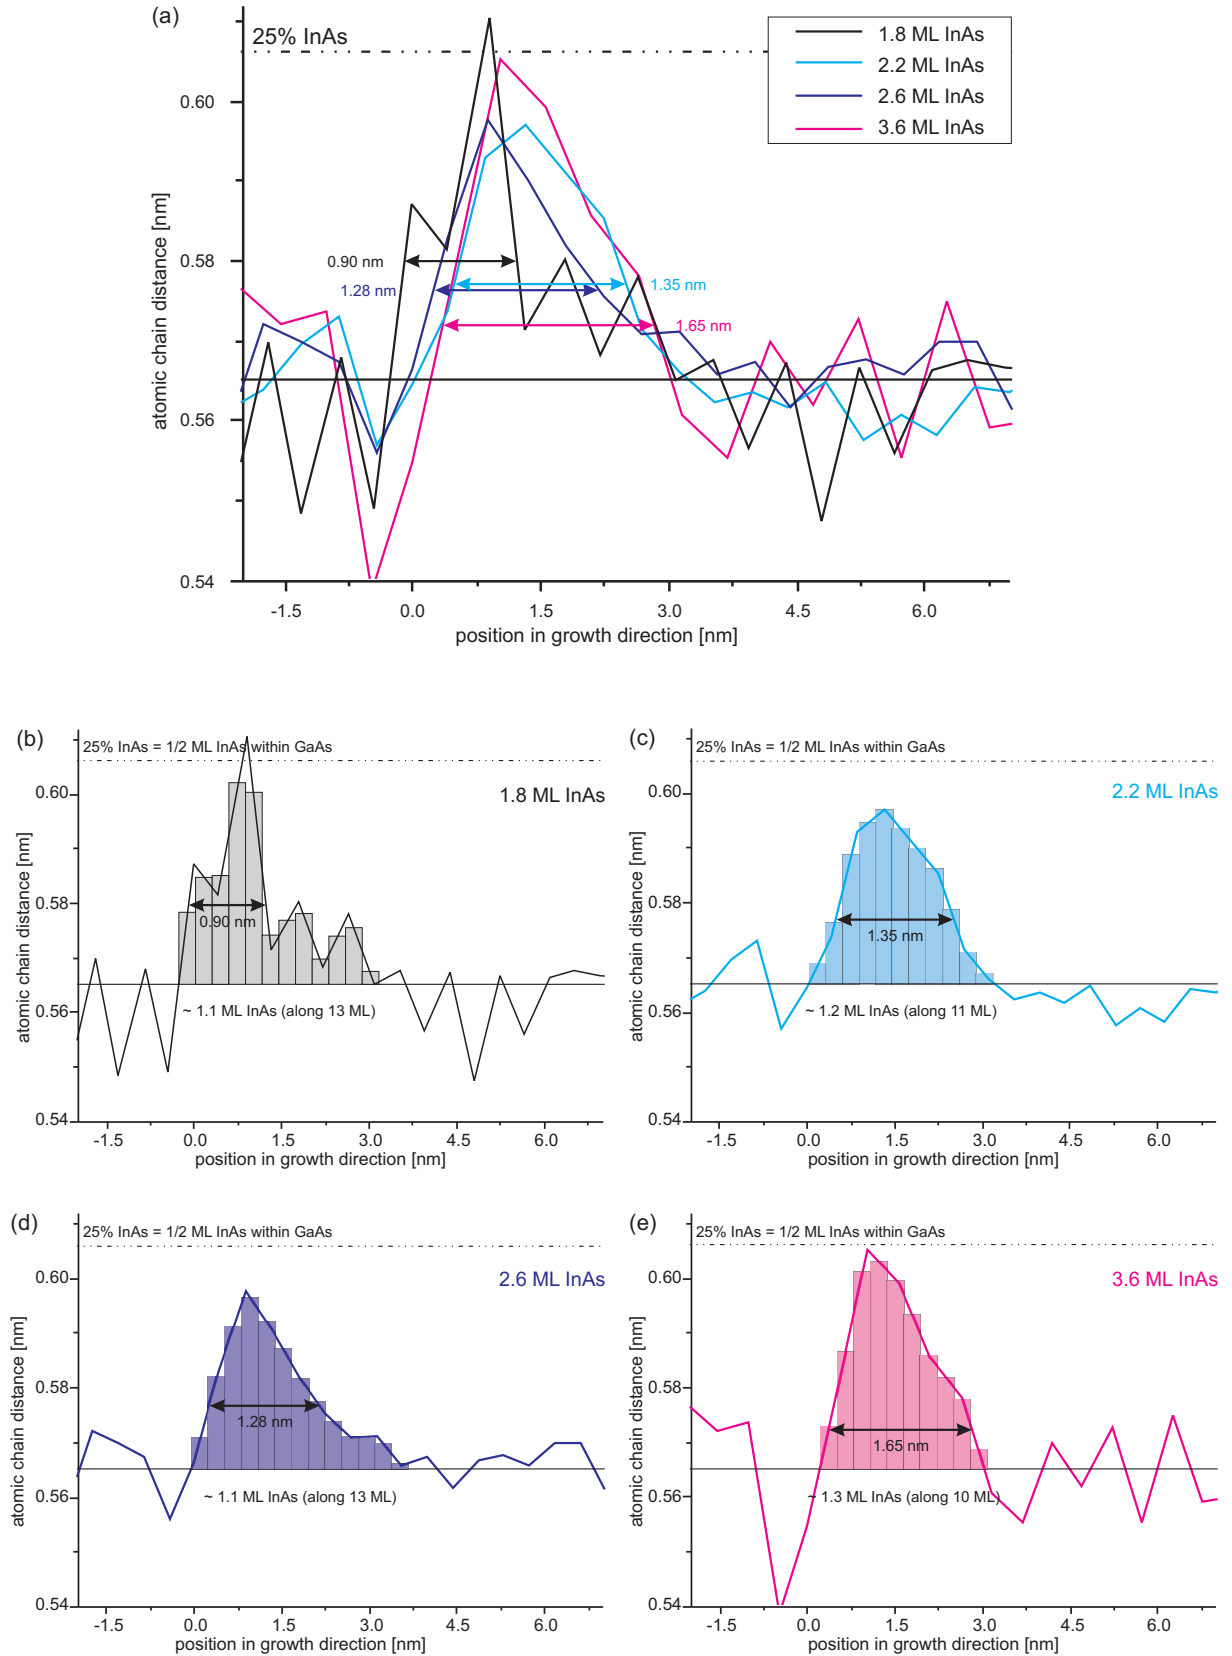 (a)
25% InAs
1.8 ML InAs
2.2 ML InAs
2.6 ML InAs
3.6 ML InAs
0.60
0.58
0.56
0.54
atomic chain distance [nm]
0.90 nm
1.28 nm
1.35 nm
1.65 nm
-1.5 0.0 1.5 3.0 4.5 6.0
position in growth direction [nm]
(b)
25% InAs = 1/2 ML InAs within GaAs
1.8 ML InAs
0.60
0.58
0.56
0.54
atomic chain distance [nm]
0.90 nm
~ 1.1 ML InAs (along 13 ML)
-1.5 0.0 1.5 3.0 4.5 6.0
position in growth direction [nm]
(c)
25% InAs = 1/2 ML InAs within GaAs
2.2 ML InAs
0.60
0.58
0.56
0.54
atomic chain distance [nm]
1.35 nm
~ 1.2 ML InAs (along 11 ML)
-1.5 0.0 1.5 3.0 4.5 6.0
position in growth direction [nm]
(d)
25% InAs = 1/2 ML InAs within GaAs
2.6 ML InAs
0.60
0.58
0.56
0.54
atomic chain distance [nm]
1.28 nm
~ 1.1 ML InAs (along 13 ML)
-1.5 0.0 1.5 3.0 4.5 6.0
position in growth direction [nm]
(e)
25% InAs = 1/2 ML InAs within GaAs
3.6 ML InAs
0.60
0.58
0.56
0.54
atomic chain distance [nm]
1.65 nm
~ 1.3 ML InAs (along 10 ML)
-1.5 0.0 1.5 3.0 4.5 6.0
position in growth direction [nm]